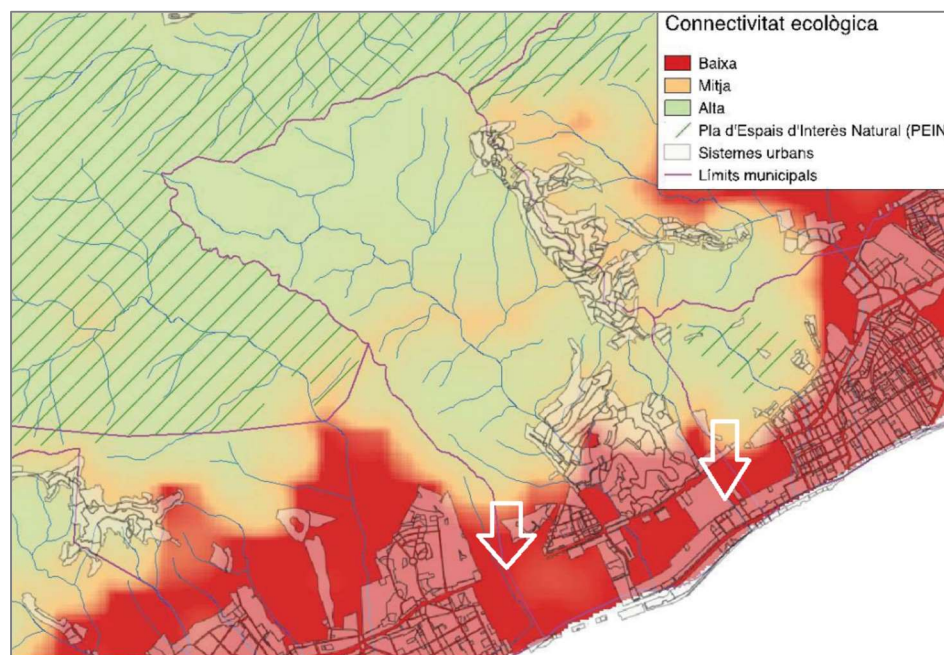 Connectivitat ecològica
Baixa
Mitja
Alta
Pla d'Espais d'Interès Natural (PEIN
Sistemes urbans
Límits municipals